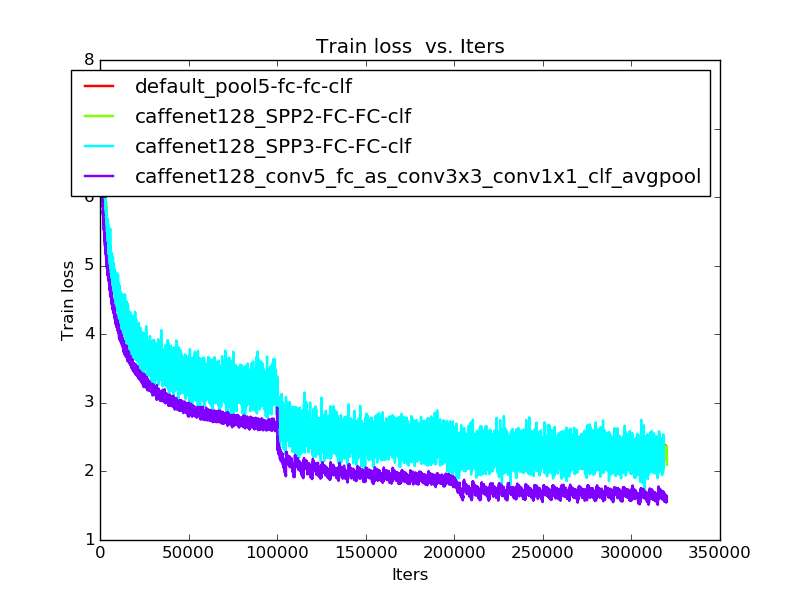 Train loss  vs. Iters
8
default_pool5-fc-fc-clf
caffenet128_SPP2-FC-FC-clf
caffenet128_SPP3-FC-FC-clf
caffenet128_conv5_fc_as_conv3x3_conv1x1_clf_avgpool
5
4
3
2
1
Train loss
0 50000 100000 150000 200000 250000 300000 350000
Iters